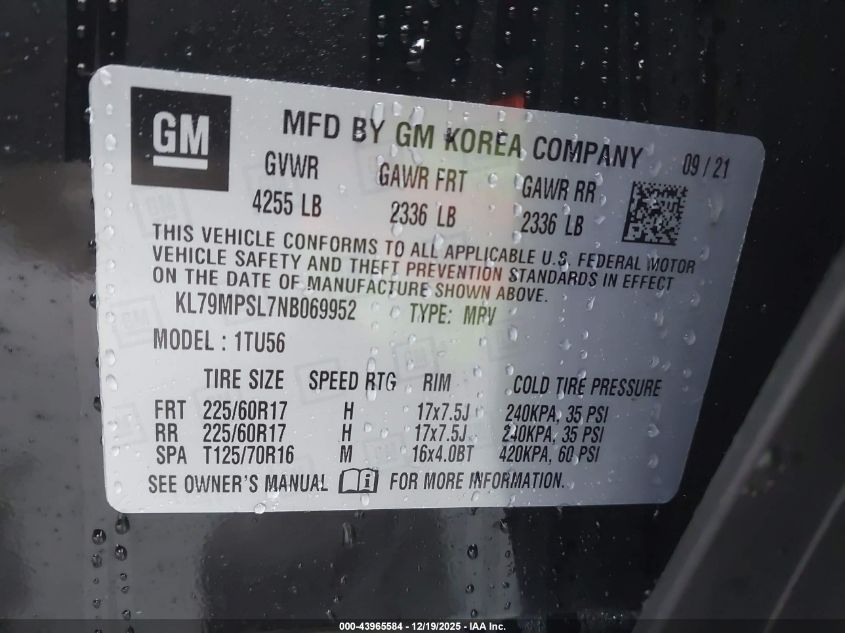 GM
MFD BY GM KOREA COMPANY 09 / 21
GVWR GAWR FRT GAWR RR
4255 LB 2336 LB 2336 LB
THIS VEHICLE CONFORMS TO ALL APPLICABLE U.S. FEDERAL MOTOR
VEHICLE SAFETY AND THEFT PREVENTION STANDARDS IN EFFECT
ON THE DATE OF MANUFACTURE SHOWN ABOVE.
KL79MPSL7NB069952 TYPE: MPV
MODEL : 1TU56
TIRE SIZE SPEED RTG RIM COLD TIRE PRESSURE
FRT 225/60R17 H 17x7.5J 240KPA, 35 PSI
RR 225/60R17 H 17x7.5J 240KPA, 35 PSI
SPA T125/70R16 M 16x4.0BT 420KPA, 60 PSI
SEE OWNER'S MANUAL FOR MORE INFORMATION.
000-43965584 - 12/19/2025 - IAA Inc.